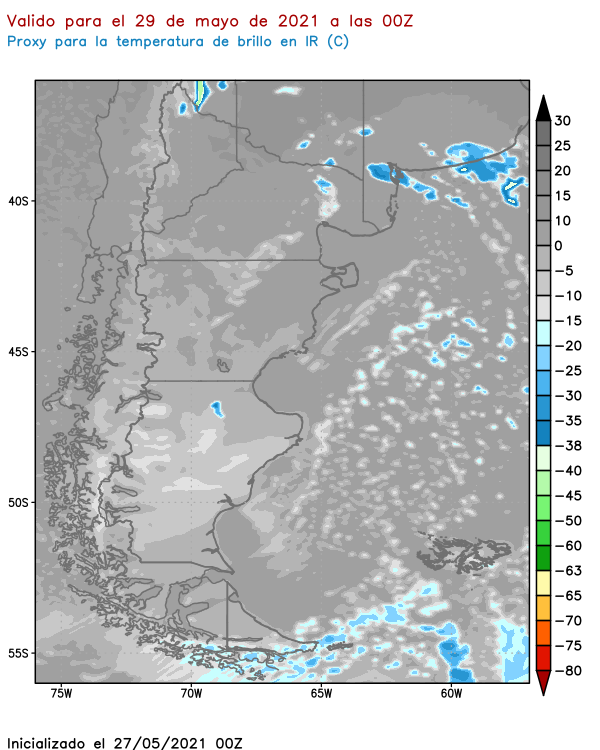 Valido para el 29 de mayo de 2021 a las 00Z
Proxy para la temperatura de brillo en IR (C)
30
25
20
15
10
0
−5
−10
−15
−20
−25
−30
−35
−38
−40
−45
−50
−60
−63
−65
−70
−75
−80
40S
45S
50S
55S
75W 70W 65W 60W
Inicializado el 27/05/2021 00Z